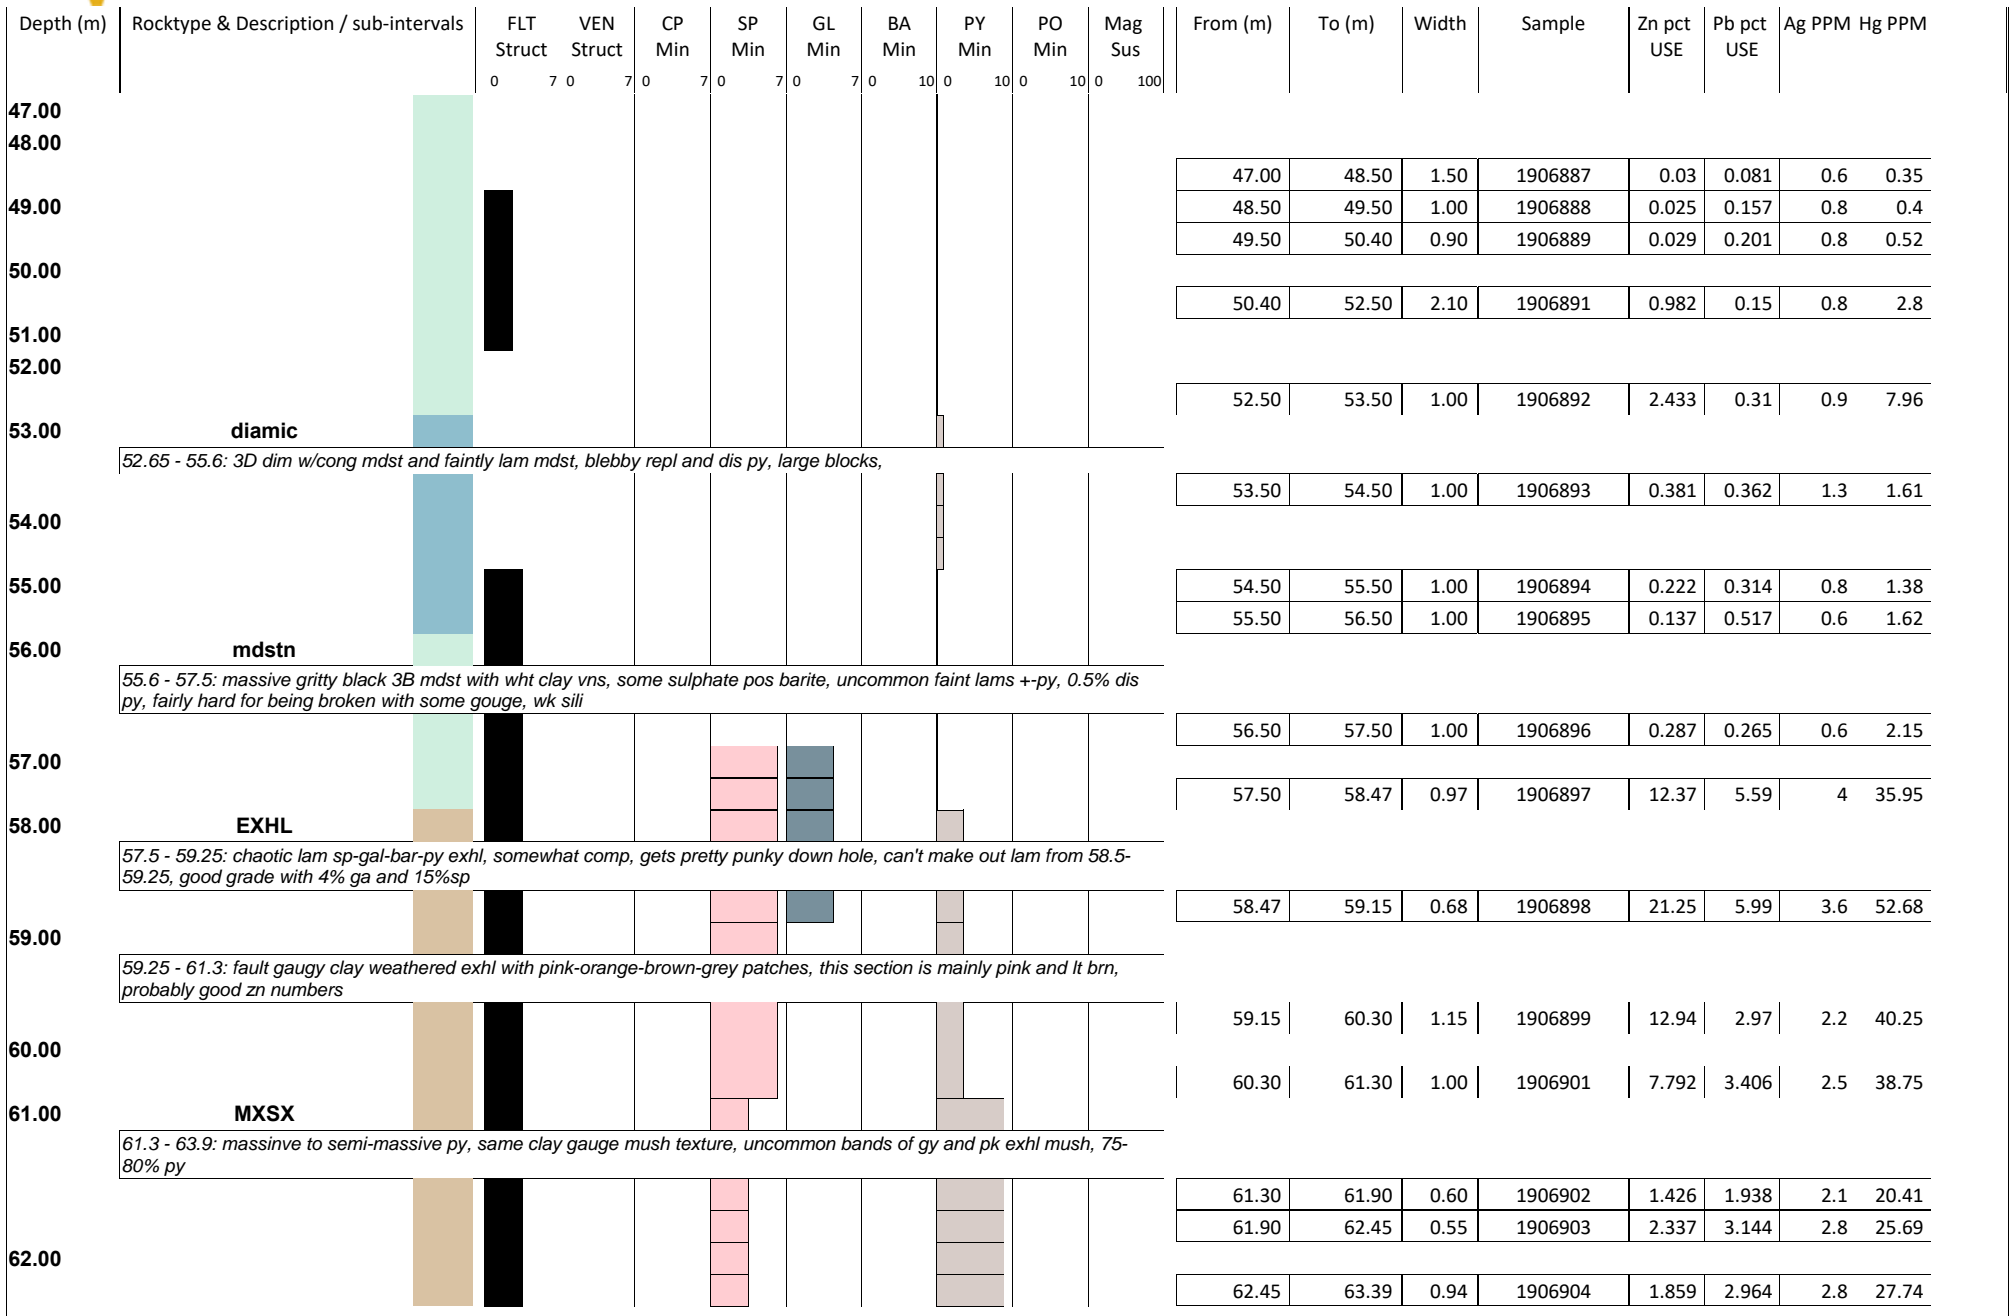 Depth (m) Rocktype & Description / sub-intervals FLT VEN CP SP GL BA PY PO Mag From (m) To (m) Width Sample Zn pct Pb pct Ag PPM Hg PPM
Struct Struct Min Min Min Min Min Min Sus USE USE
0 7 0 7 0 7 0 7 0 7 0 10 0 10 0 10 0 100
47.00
48.00
47.00 48.50 1.50 1906887 0.03 0.081 0.6 0.35
49.00 48.50 49.50 1.00 1906888 0.025 0.157 0.8 0.4
49.50 50.40 0.90 1906889 0.029 0.201 0.8 0.52
50.00
50.40 52.50 2.10 1906891 0.982 0.15 0.8 2.8
51.00
52.00
52.50 53.50 1.00 1906892 2.433 0.31 0.9 7.96
53.00 diamic
52.65 - 55.6: 3D dim w/cong mdst and faintly lam mdst, blebby repl and dis py, large blocks,
53.50 54.50 1.00 1906893 0.381 0.362 1.3 1.61
54.00
55.00 54.50 55.50 1.00 1906894 0.222 0.314 0.8 1.38
55.50 56.50 1.00 1906895 0.137 0.517 0.6 1.62
56.00 mdstn
55.6 - 57.5: massive gritty black 3B mdst with wht clay vns, some sulphate pos barite, uncommon faint lams +-py, 0.5% dis
py, fairly hard for being broken with some gouge, wk sili
56.50 57.50 1.00 1906896 0.287 0.265 0.6 2.15
57.00
57.50 58.47 0.97 1906897 12.37 5.59 4 35.95
58.00 EXHL
57.5 - 59.25: chaotic lam sp-gal-bar-py exhl, somewhat comp, gets pretty punky down hole, can't make out lam from 58.5-
59.25, good grade with 4% ga and 15%sp
58.47 59.15 0.68 1906898 21.25 5.99 3.6 52.68
59.00
59.25 - 61.3: fault gaugy clay weathered exhl with pink-orange-brown-grey patches, this section is mainly pink and lt brn,
probably good zn numbers
59.15 60.30 1.15 1906899 12.94 2.97 2.2 40.25
60.00
60.30 61.30 1.00 1906901 7.792 3.406 2.5 38.75
61.00 MXSX
61.3 - 63.9: massinve to semi-massive py, same clay gauge mush texture, uncommon bands of gy and pk exhl mush, 75-
80% py
61.30 61.90 0.60 1906902 1.426 1.938 2.1 20.41
61.90 62.45 0.55 1906903 2.337 3.144 2.8 25.69
62.00
62.45 63.39 0.94 1906904 1.859 2.964 2.8 27.74